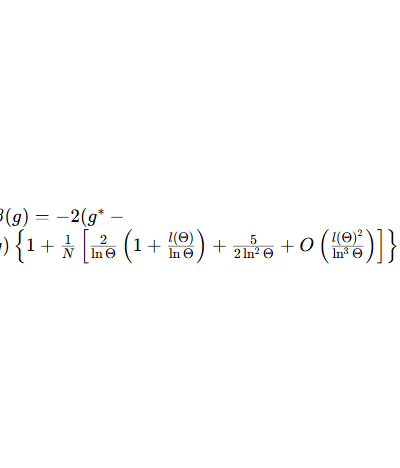 (g) = −2(g* −
) {1 + 1/N [2/ln Θ (1 + l(Θ)/ln Θ) + 5/2 ln² Θ + O (l(Θ)²/ln³ Θ)]}